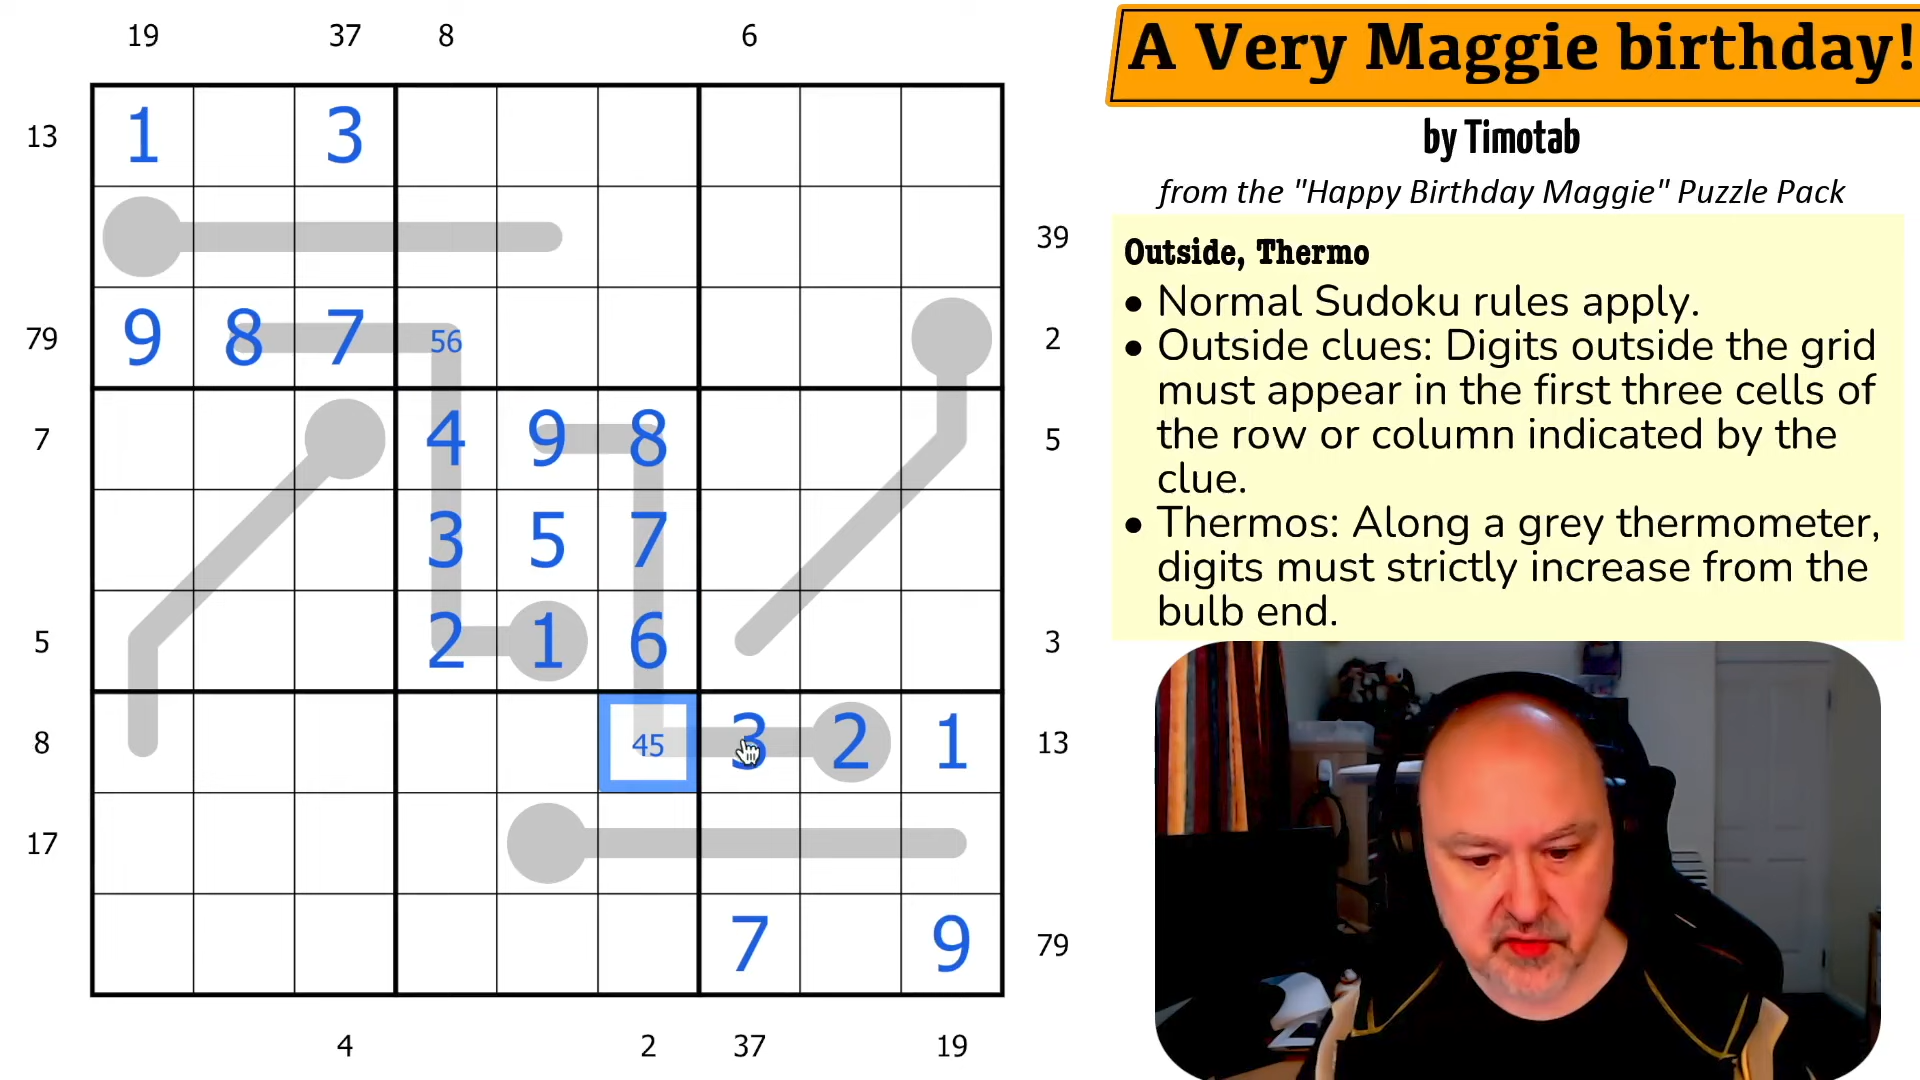 19 37 8 6
A Very Maggie birthday!
by Timotab
from the "Happy Birthday Maggie" Puzzle Pack
13 1 3
39
79 9 8 7 56 2
7 4 9 8 5
3 5 7
5 2 1 6 3
8 45 3 2 1 13
17
7 9 79
4 2 37 19
Outside, Thermo
• Normal Sudoku rules apply.
• Outside clues: Digits outside the grid
must appear in the first three cells of
the row or column indicated by the
clue.
• Thermos: Along a grey thermometer,
digits must strictly increase from the
bulb end.